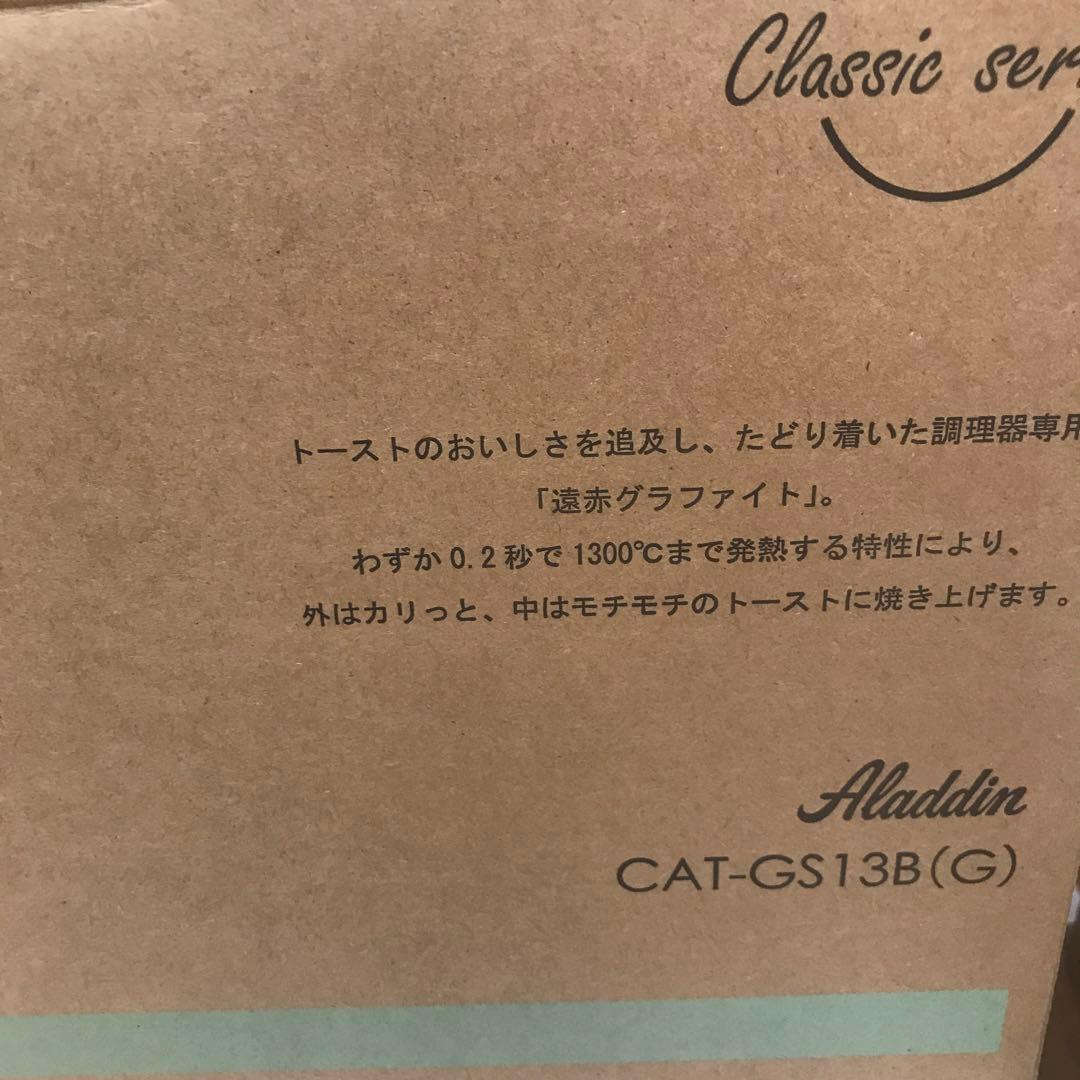 Classic ser
トーストのおいしさを追及し、たどり着いた調理器専用
「遠赤グラファイト」。
わずか0.2秒で1300℃まで発熱する特性により、
外はカリっと、中はモチモチのトーストに焼き上げます。
Aladdin
CAT-GS13B(G)